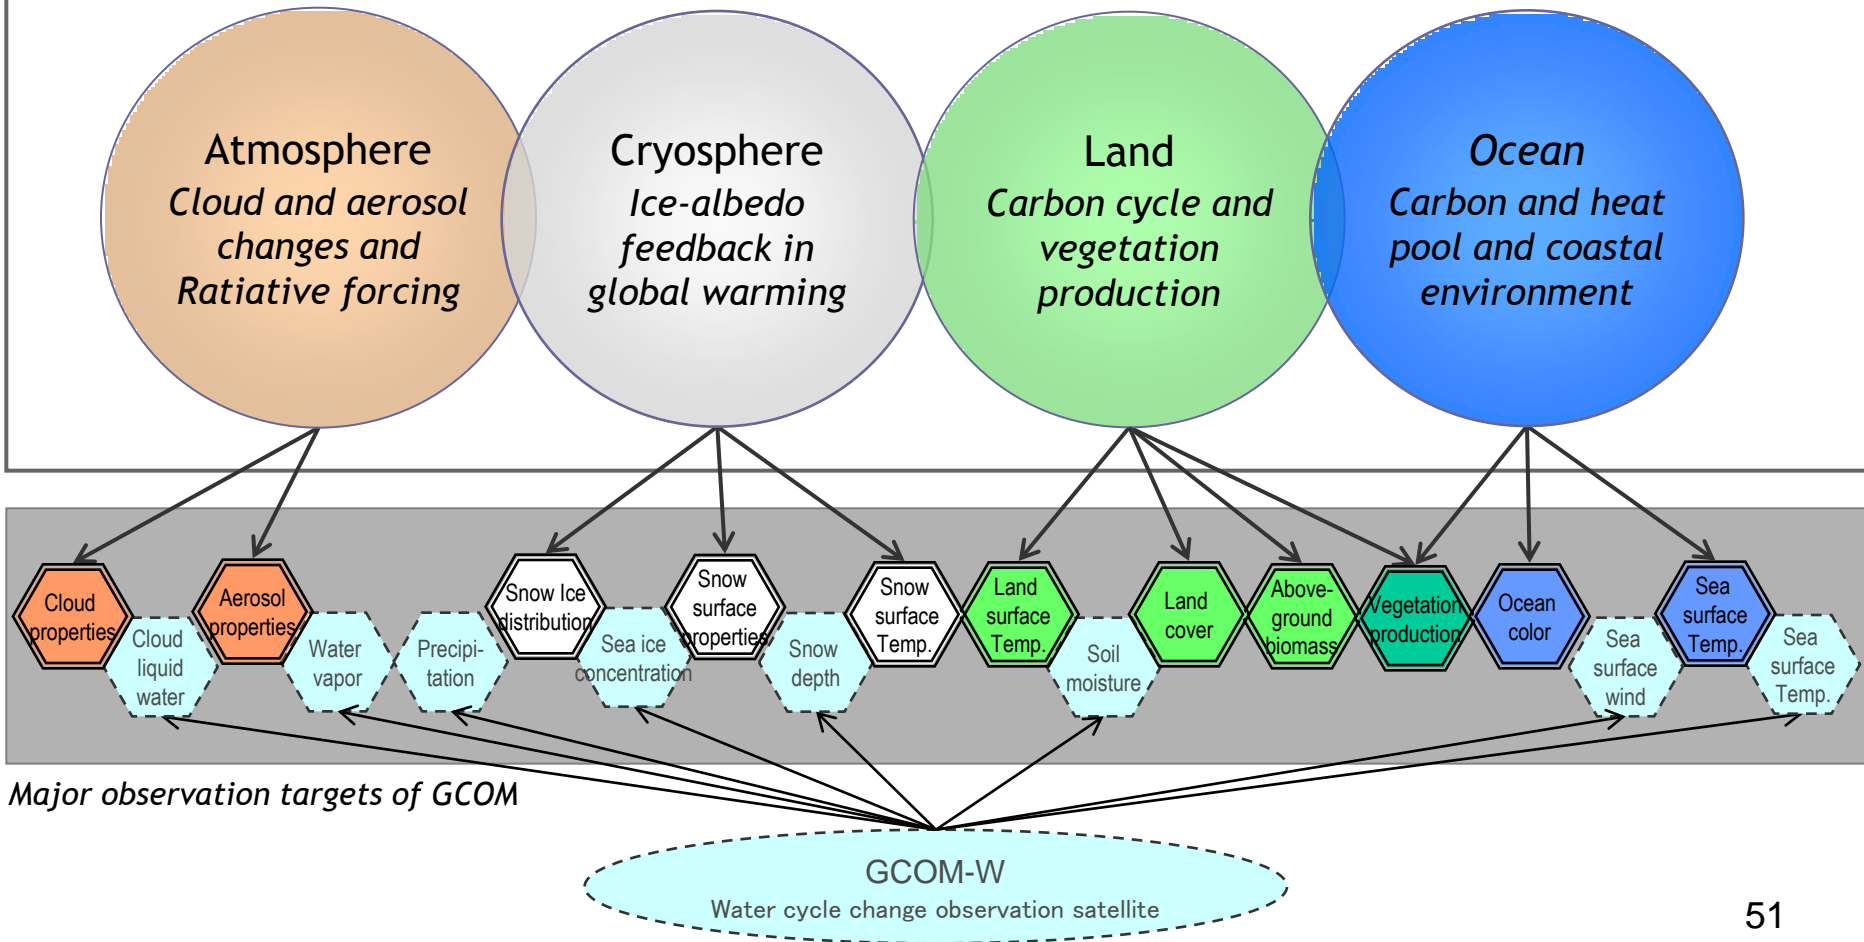 Atmosphere
Cloud and aerosol
changes and
Ratiative forcing
Cryosphere
Ice-albedo
feedback in
global warming
Land
Carbon cycle and
vegetation
production
Ocean
Carbon and heat
pool and coastal
environment
Cloud
properties
Cloud
liquid
water
Aerosol
properties
Water
vapor
Precipi-
tation
Snow Ice
distribution
Sea ice
concentration
Snow
surface
properties
Snow
depth
Snow
surface
Temp.
Land
surface
Temp.
Soil
moisture
Land
cover
Above-
ground
biomass
Vegetation
production
Ocean
color
Sea
surface
wind
Sea
surface
Temp.
Sea
surface
Temp.
Major observation targets of GCOM
GCOM-W
Water cycle change observation satellite
51